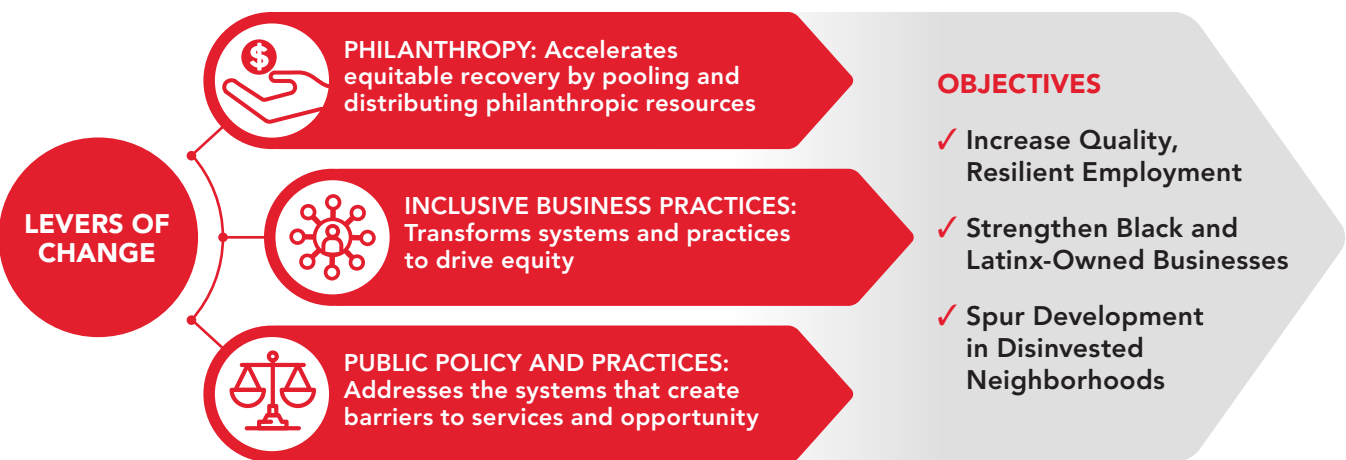 LEVERS OF
CHANGE
$
PHILANTHROPY: Accelerates
equitable recovery by pooling and
distributing philanthropic resources
INCLUSIVE BUSINESS PRACTICES:
Transforms systems and practices
to drive equity
PUBLIC POLICY AND PRACTICES:
Addresses the systems that create
barriers to services and opportunity
OBJECTIVES
✓ Increase Quality,
Resilient Employment
✓ Strengthen Black and
Latinx-Owned Businesses
✓ Spur Development
in Disinvested
Neighborhoods